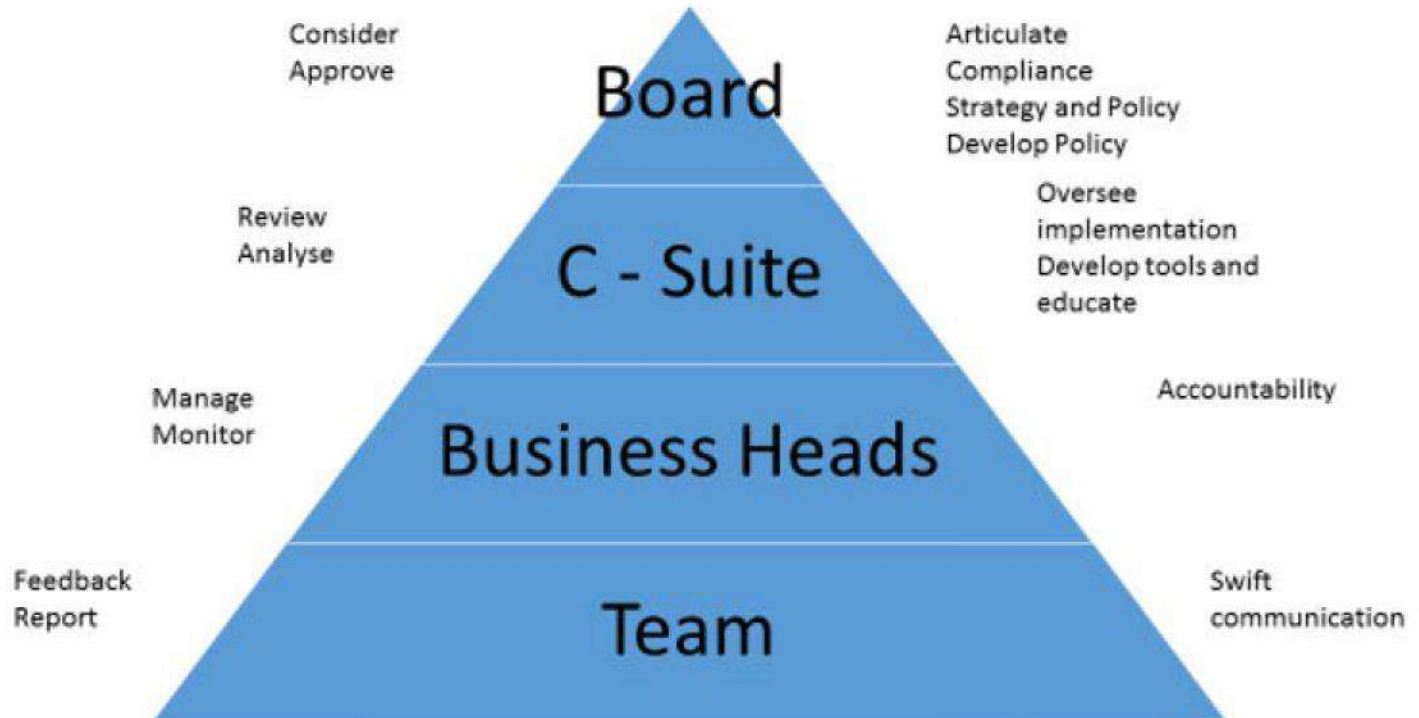 Consider
Approve
Board
Articulate
Compliance
Strategy and Policy
Develop Policy
Review
Analyse
C - Suite
Oversee
implementation
Develop tools and
educate
Manage
Monitor
Business Heads
Accountability
Feedback
Report
Team
Swift
communication